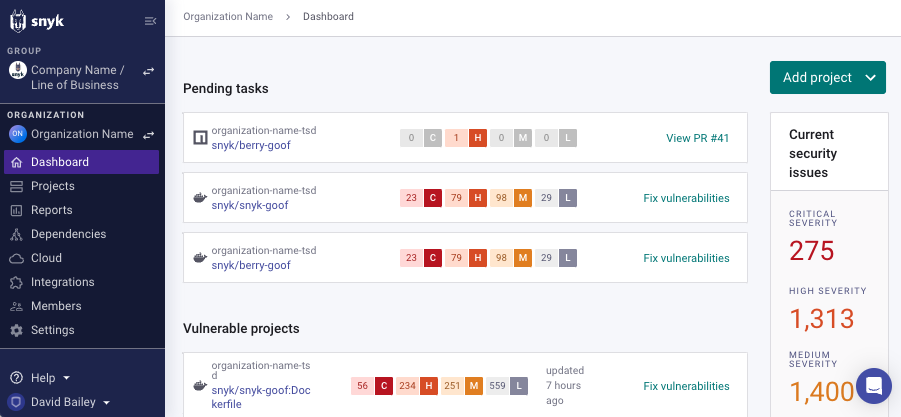 snyk
GROUP
Company Name /
Line of Business
ORGANIZATION
ON
Organization Name
Dashboard
Projects
Reports
Dependencies
Cloud
Integrations
Members
Settings
Help
David Bailey
Organization Name > Dashboard
Add project
Pending tasks
organization-name-tsd
snyk/berry-goof
0 C 1 H 0 M 0 L
View PR #41
organization-name-tsd
snyk/snyk-goof
23 C 79 H 98 M 29 L
Fix vulnerabilities
organization-name-tsd
snyk/berry-goof
23 C 79 H 98 M 29 L
Fix vulnerabilities
Vulnerable projects
organization-name-ts
d
snyk/snyk-goof:Doc
kerfile
56 C 234 H 251 M 559 L
updated
7 hours
ago
Fix vulnerabilities
Current
security
issues
CRITICAL
SEVERITY
275
HIGH SEVERITY
1,313
MEDIUM
SEVERITY
1,400